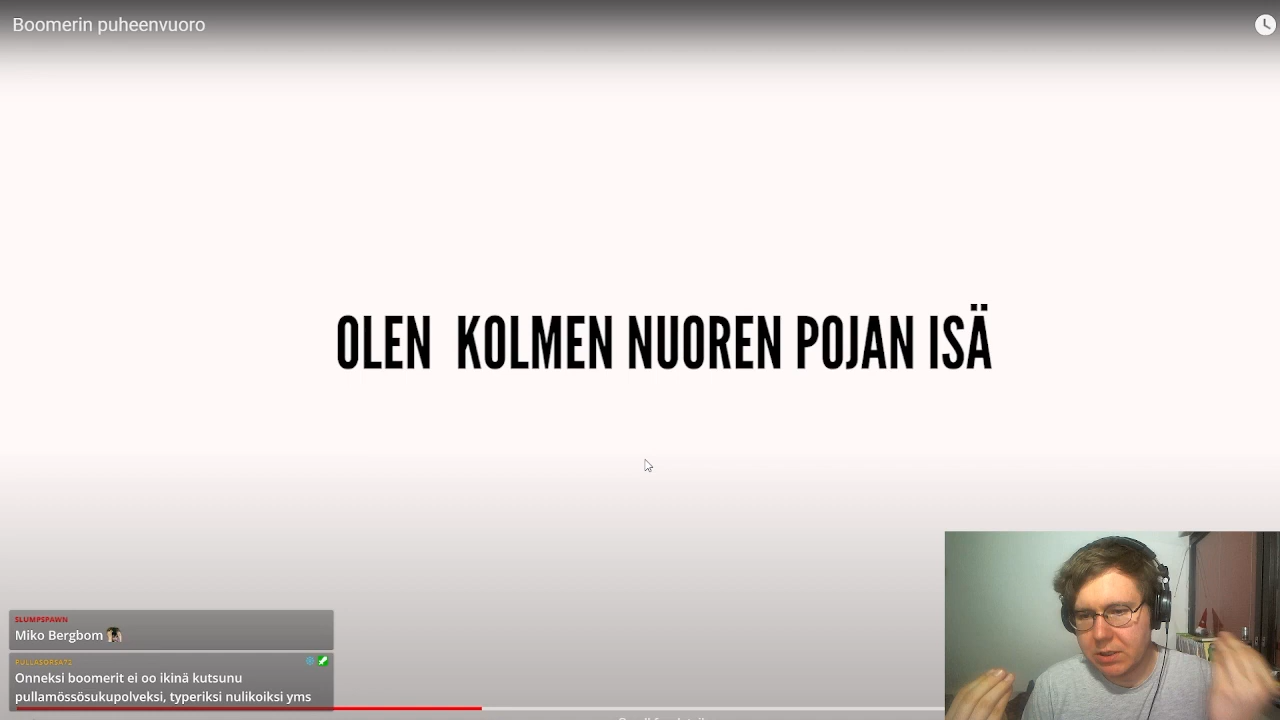 Boomerin puheenvuoro
OLEN KOLMEN NUOREN POJAN ISÄ
SLUMPSPAWN
Miko Bergbom
PULLASORSA72
Onneksi boomerit ei oo ikinä kutsunu
pullamössösukupolveksi, typeriksi nulikoiksi yms